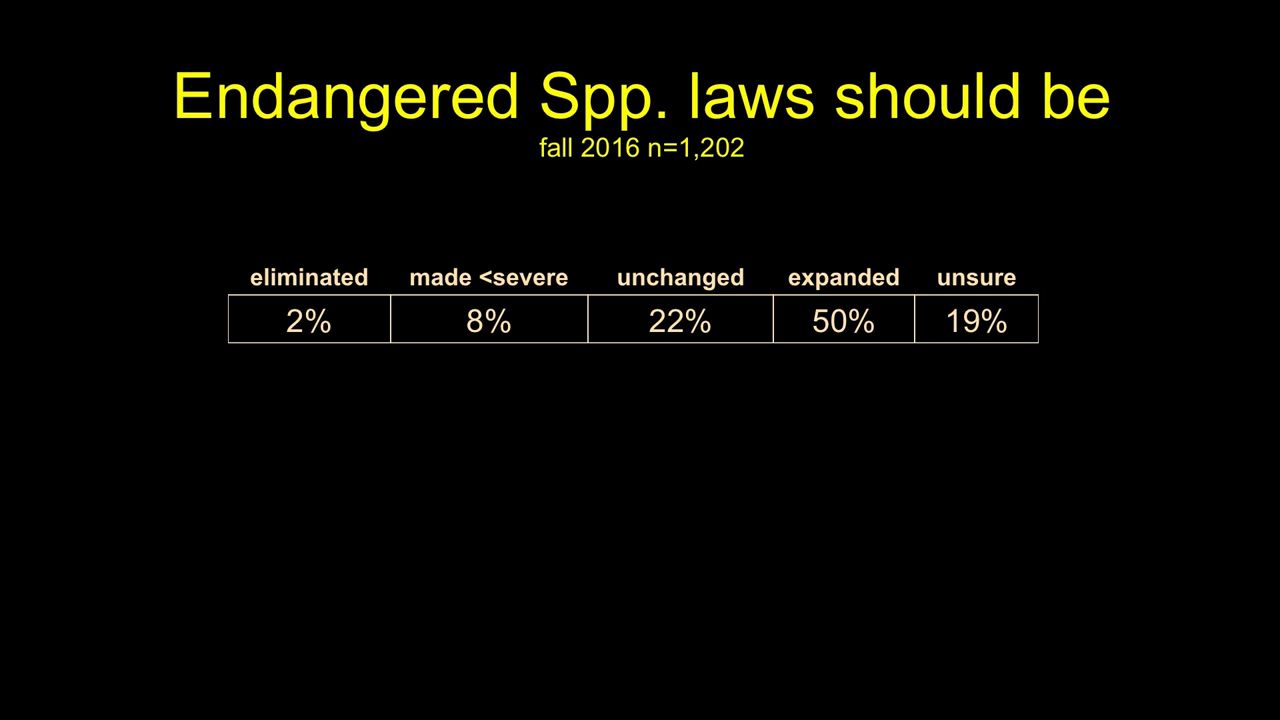 Endangered Spp. laws should be
fall 2016 n=1,202
eliminated made <severe unchanged expanded unsure
2% 8% 22% 50% 19%